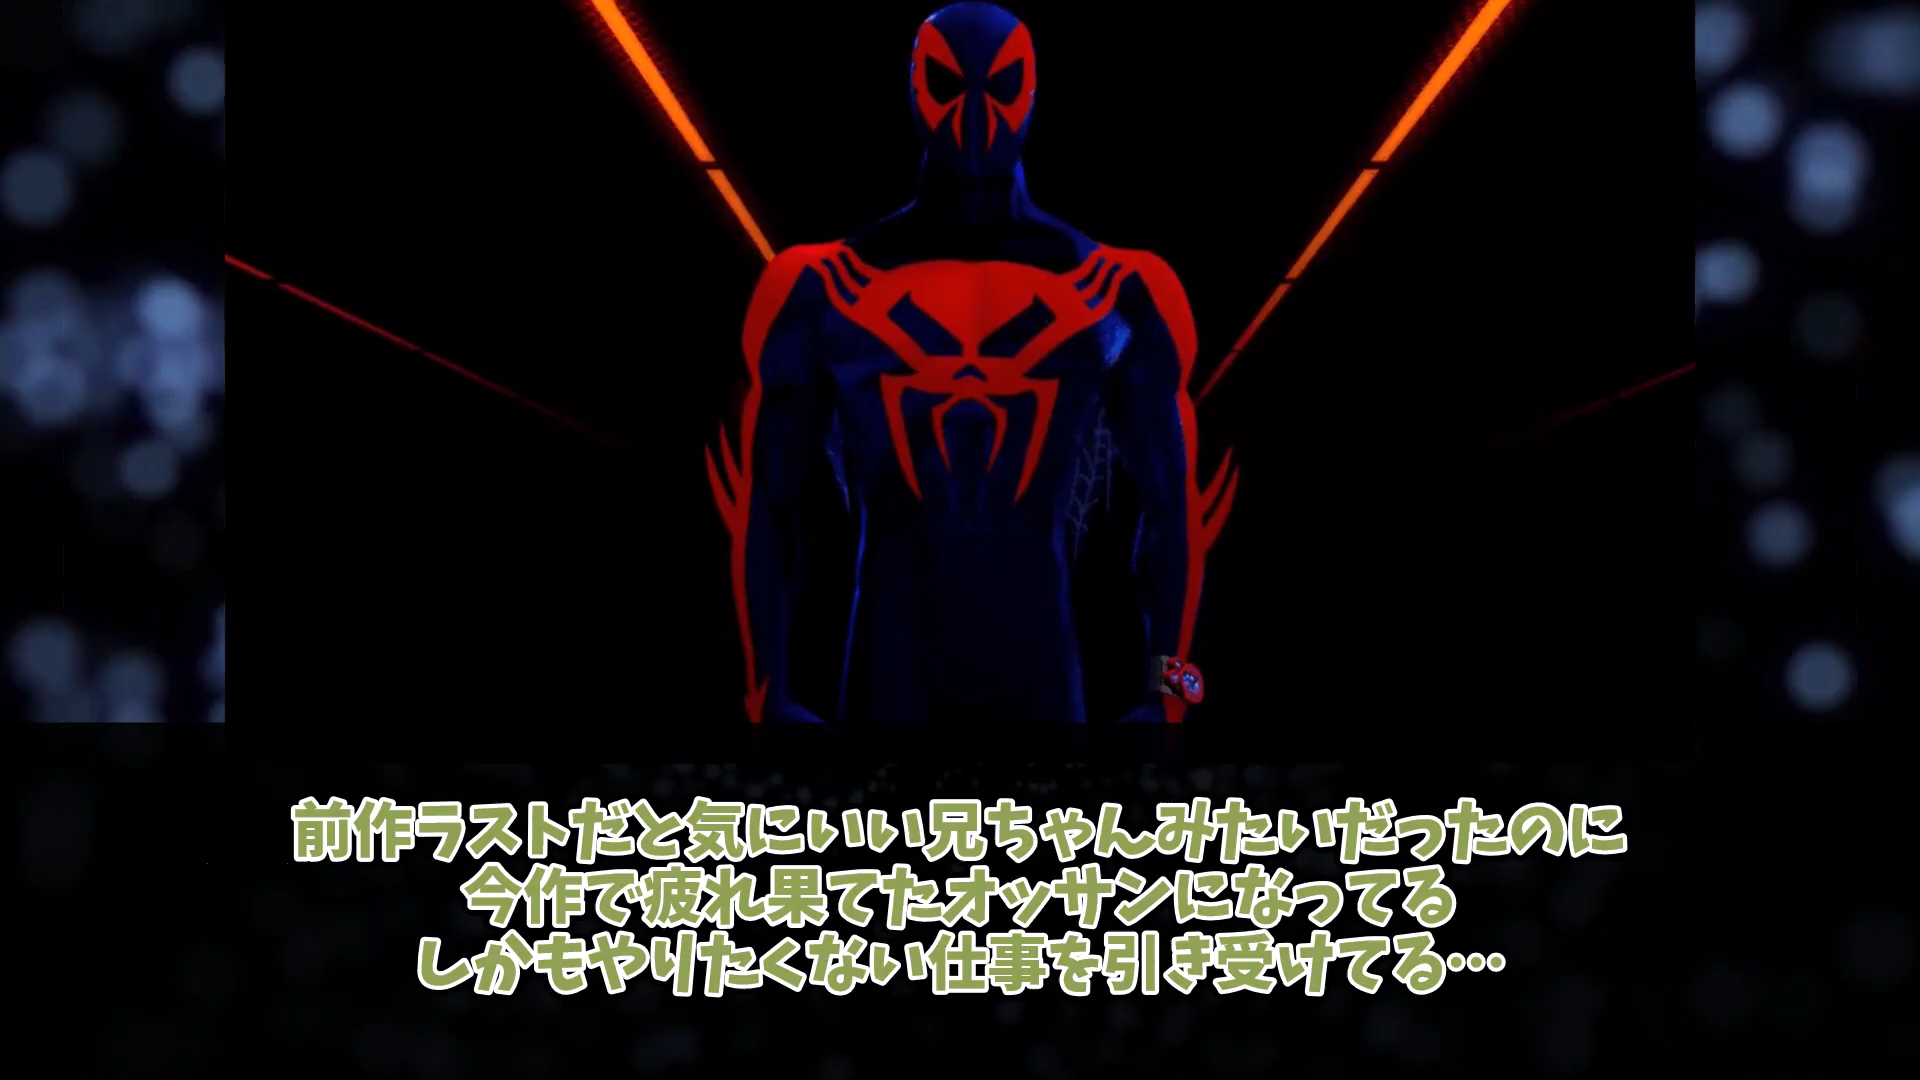 前作ラストだと気にいい兄ちゃんみたいだったのに
今作で疲れ果てたオッサンになってる
しかもやりたくない仕事を引き受けてる…